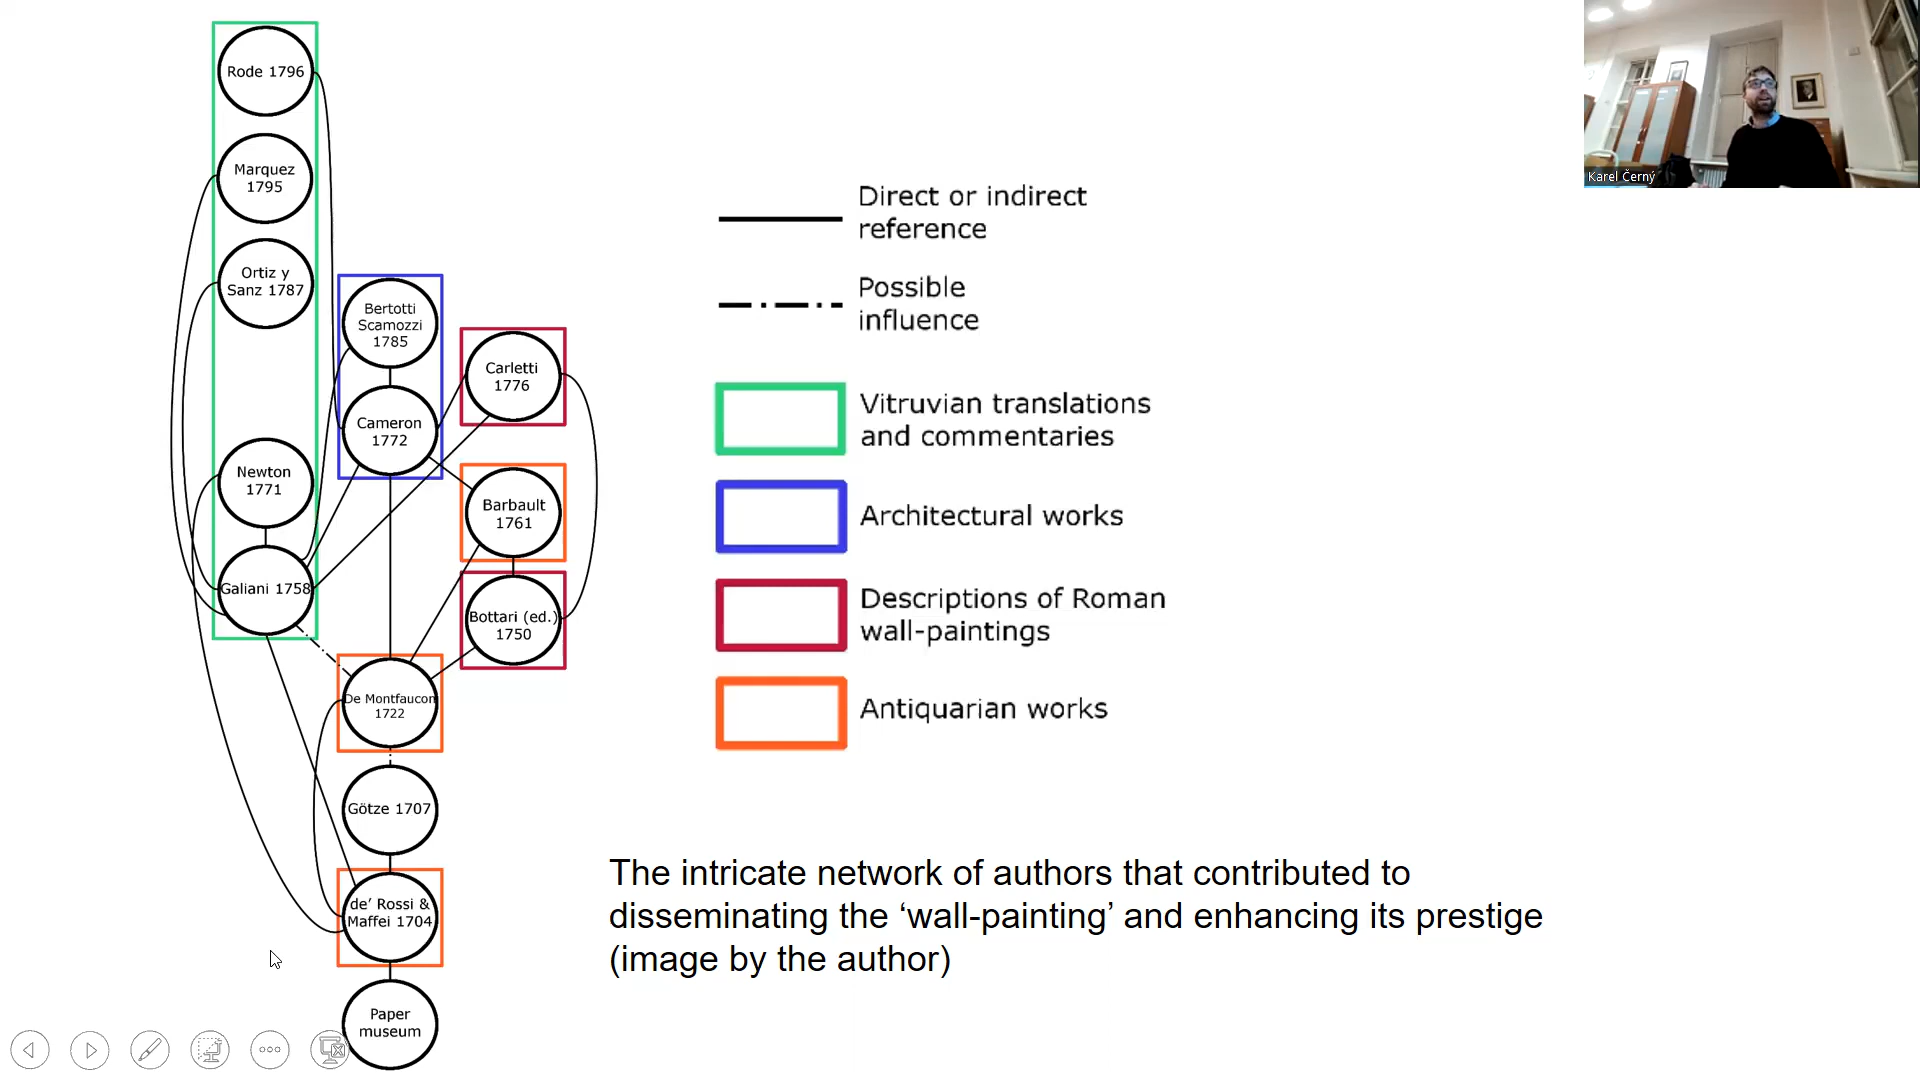 Rode 1796
Marquez
1795
Ortiz y
Sanz 1787
Newton
1771
Galiani 1758
Bertotti
Scamozzi
1785
Cameron
1772
De Montfaucon
1722
Götze 1707
de’ Rossi &
Maffei 1704
Paper
museum
Carletti
1776
Barbault
1761
Bottari (ed.)
1750
Direct or indirect
reference
Possible
influence
Vitruvian translations
and commentaries
Architectural works
Descriptions of Roman
wall-paintings
Antiquarian works
The intricate network of authors that contributed to
disseminating the ‘wall-painting’ and enhancing its prestige
(image by the author)
Karel Černý